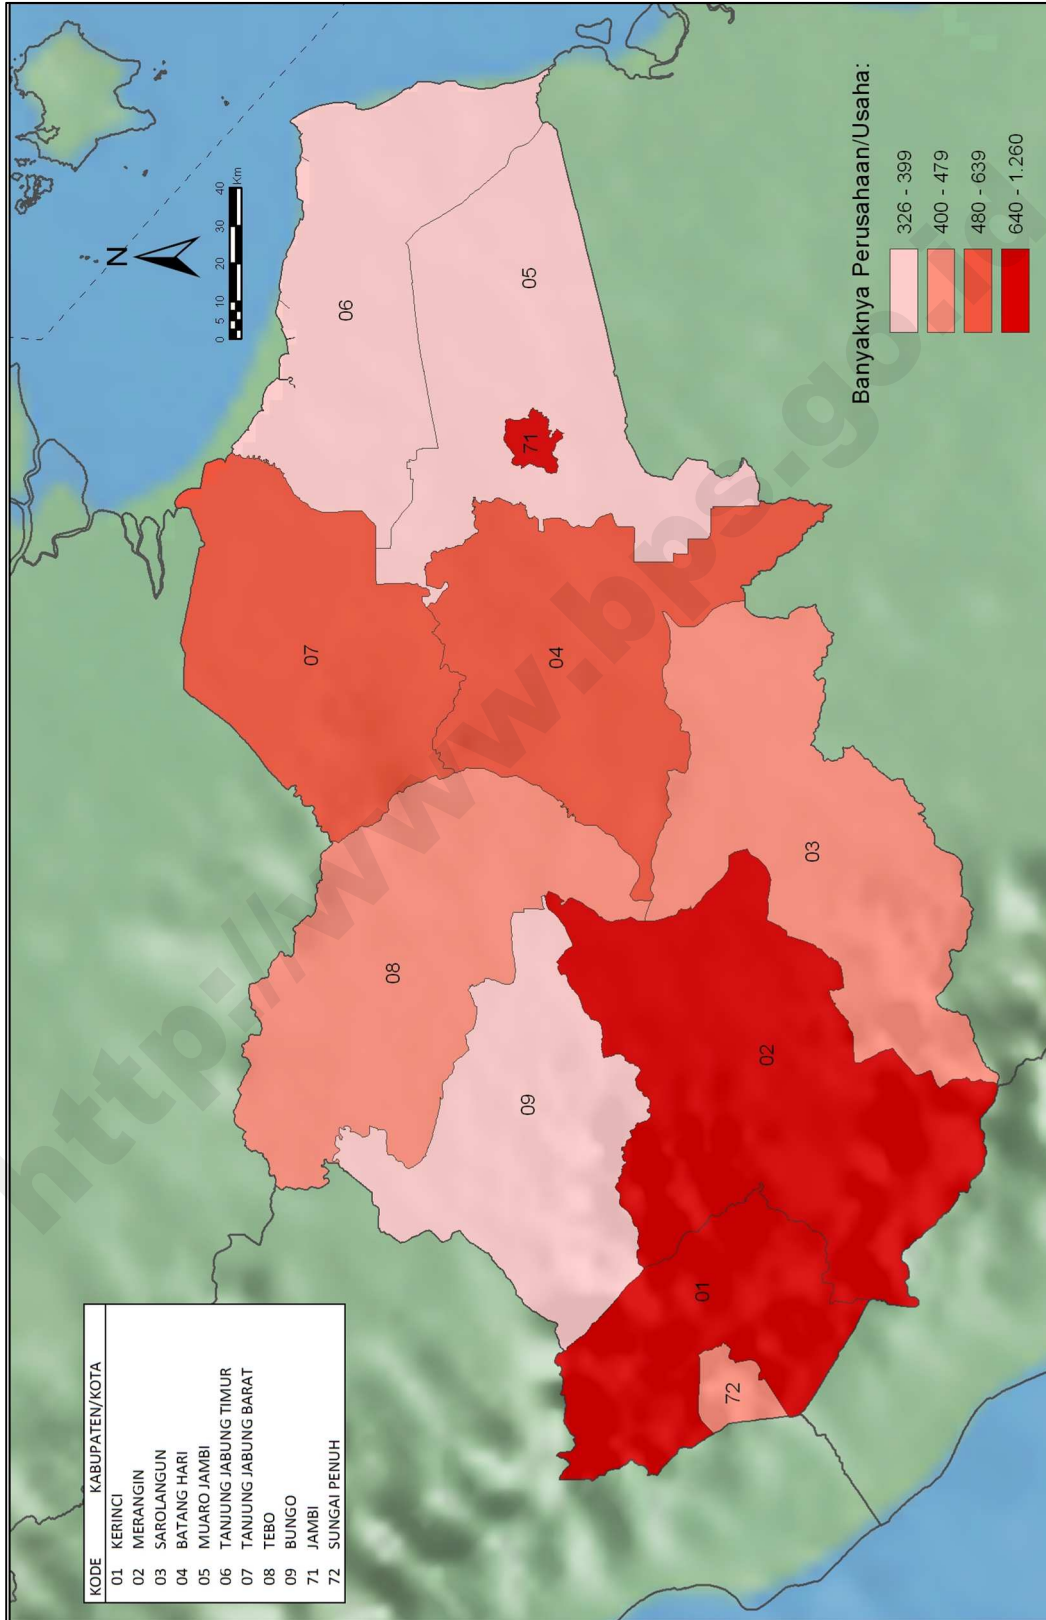 KODE KABUPATEN/KOTA
01 KERINCI
02 MERANGIN
03 SAROLANGUN
04 BATANG HARI
05 MUARO JAMBI
06 TANJUNG JABUNG TIMUR
07 TANJUNG JABUNG BARAT
08 TEBO
09 BUNGO
71 JAMBI
72 SUNGAI PENUH
N
0 5 10 20 30 40
Km
06
07
08
05
71
04
09
03
02
01
72
Banyaknya Perusahaan/Usaha:
326 - 399
400 - 479
480 - 639
640 - 1.260
http://www.bps.go.id